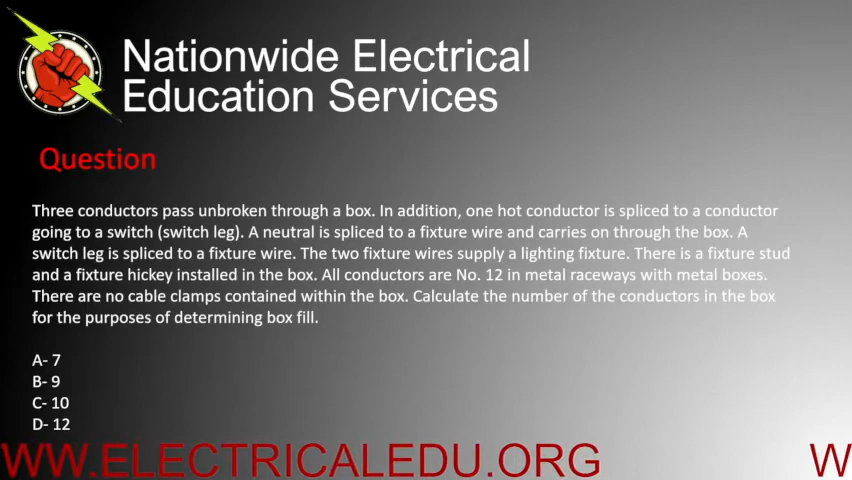 Nationwide Electrical
Education Services
Question
Three conductors pass unbroken through a box. In addition, one hot conductor is spliced to a conductor
going to a switch (switch leg). A neutral is spliced to a fixture wire and carries on through the box. A
switch leg is spliced to a fixture wire. The two fixture wires supply a lighting fixture. There is a fixture stud
and a fixture hickey installed in the box. All conductors are No. 12 in metal raceways with metal boxes.
There are no cable clamps contained within the box. Calculate the number of the conductors in the box
for the purposes of determining box fill.
A- 7
B- 9
C- 10
D- 12
WW.ELECTRICALEDU.ORG W